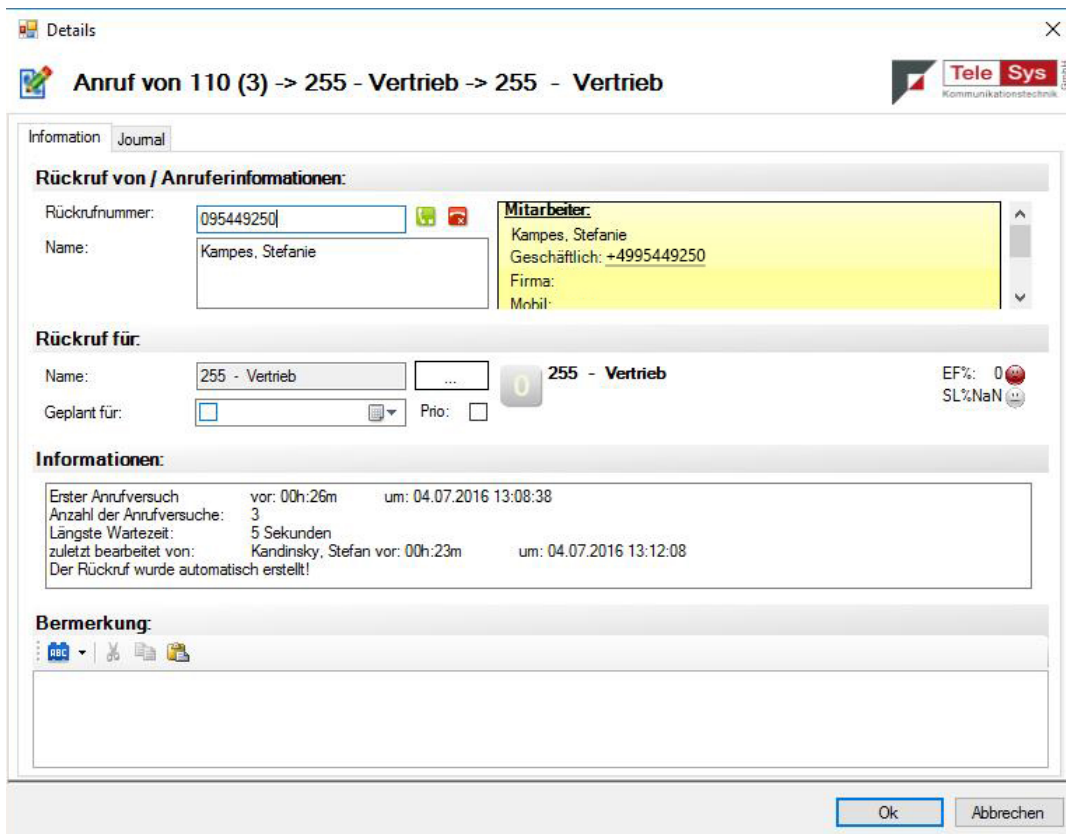 Details
Anruf von 110 (3) -> 255 - Vertrieb -> 255 - Vertrieb
Tele Sys GmbH
Kommunikationstechnik
Information Journal
Rückruf von / Anruferinformationen:
Rückrufnummer: 095449250
Name: Kampes, Stefanie
Mitarbeiter:
Kampes, Stefanie
Geschäftlich: +4995449250
Firma:
Mobil:
Rückruf für:
Name: 255 - Vertrieb ... 0 255 - Vertrieb EF%: 0
SL%NaN
Geplant für: Prio:
Informationen:
Erster Anrufversuch vor: 00h:26m um: 04.07.2016 13:08:38
Anzahl der Anrufversuche: 3
Längste Wartezeit: 5 Sekunden
zuletzt bearbeitet von: Kandinsky, Stefan vor: 00h:23m um: 04.07.2016 13:12:08
Der Rückruf wurde automatisch erstellt!
Bermerkung:
ABC
Ok Abbrechen